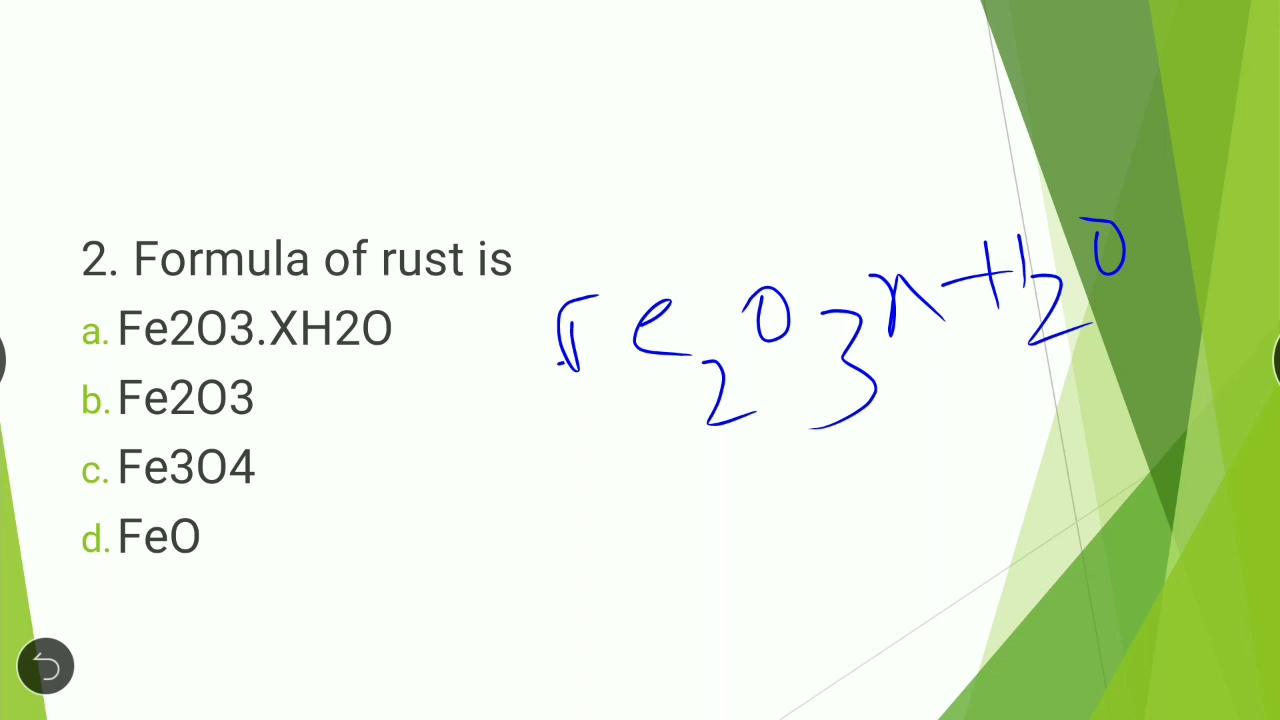 2. Formula of rust is
a. Fe2O3.XH2O
b. Fe2O3
c. Fe3O4
d. FeO
Fe2O3xH2O